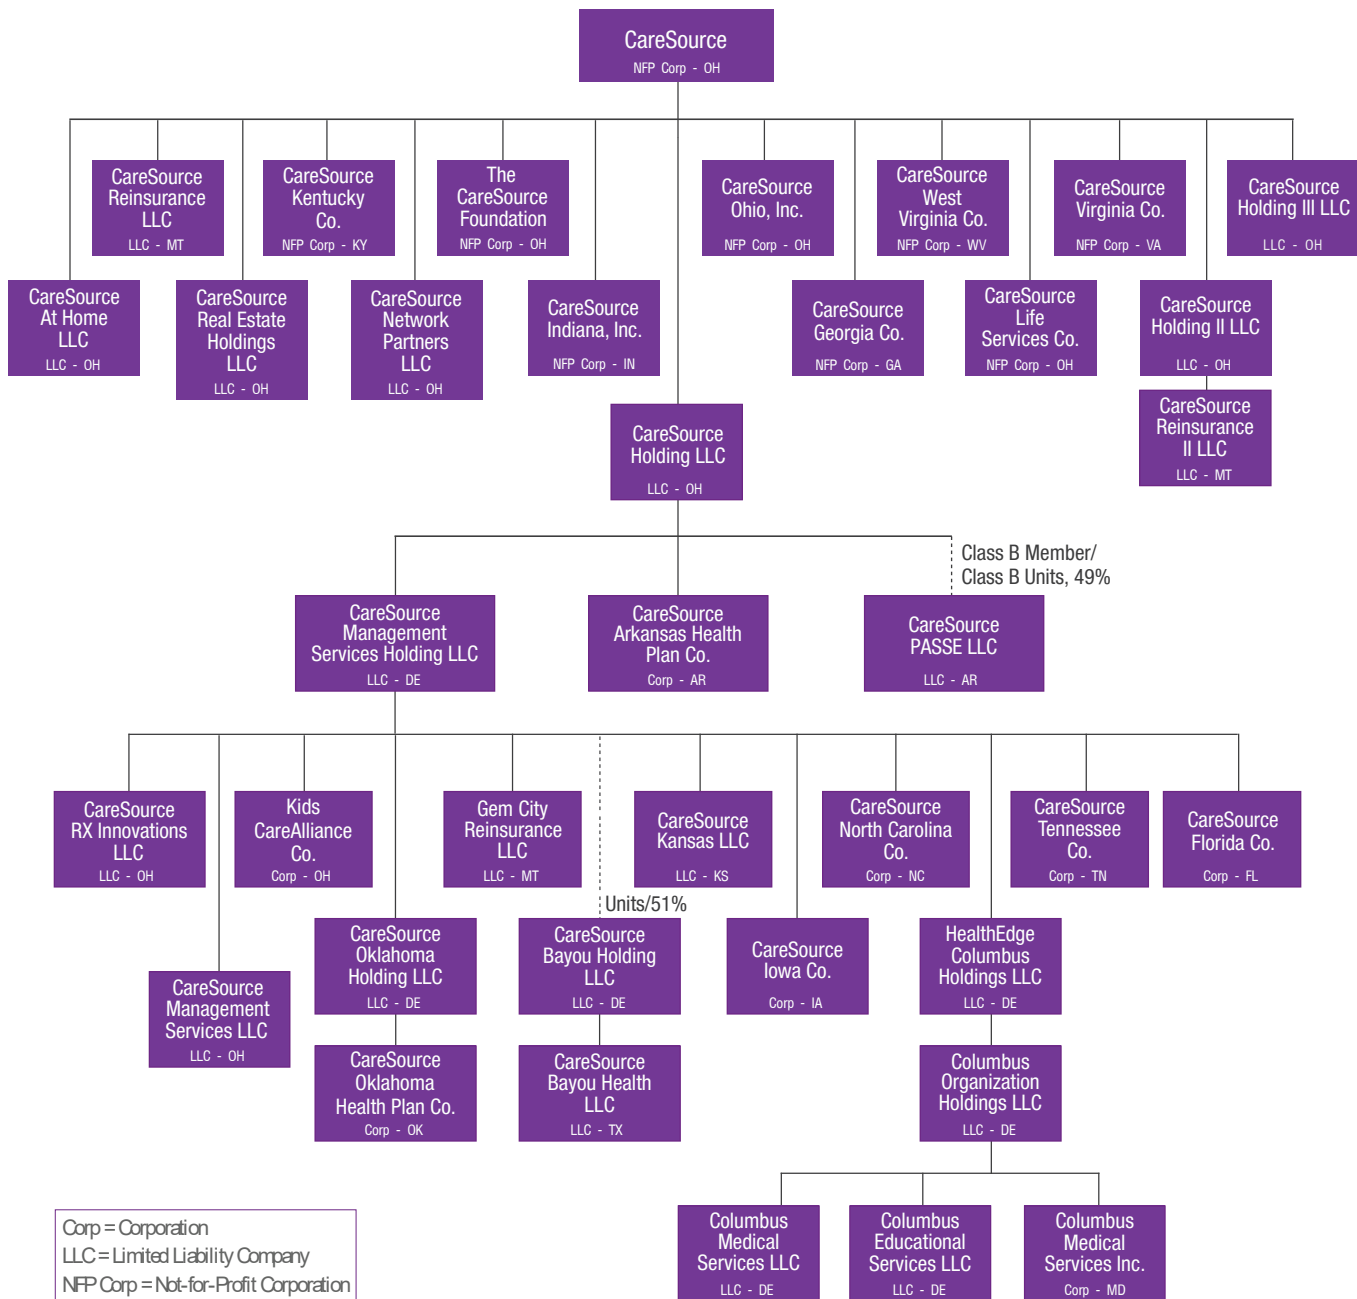 CareSource
NFP Corp - OH
CareSource
Reinsurance
LLC
LLC - MT
CareSource
Kentucky
Co.
NFP Corp - KY
The
CareSource
Foundation
NFP Corp - OH
CareSource
Ohio, Inc.
NFP Corp - OH
CareSource
West
Virginia Co.
NFP Corp - WV
CareSource
Virginia Co.
NFP Corp - VA
CareSource
Holding III LLC
LLC - OH
CareSource
At Home
LLC
LLC - OH
CareSource
Real Estate
Holdings
LLC
LLC - OH
CareSource
Network
Partners
LLC
LLC - OH
CareSource
Indiana, Inc.
NFP Corp - IN
CareSource
Georgia Co.
NFP Corp - GA
CareSource
Life
Services Co.
NFP Corp - OH
CareSource
Holding II LLC
LLC - OH
CareSource
Reinsurance
II LLC
LLC - MT
CareSource
Holding LLC
LLC - OH
Class B Member/
Class B Units, 49%
CareSource
Management
Services Holding LLC
LLC - DE
CareSource
Arkansas Health
Plan Co.
Corp - AR
CareSource
PASSE LLC
LLC - AR
CareSource
RX Innovations
LLC
LLC - OH
Kids
CareAlliance
Co.
Corp - OH
Gem City
Reinsurance
LLC
LLC - MT
CareSource
Kansas LLC
LLC - KS
CareSource
North Carolina
Co.
Corp - NC
CareSource
Tennessee
Co.
Corp - TN
CareSource
Florida Co.
Corp - FL
Units/51%
CareSource
Management
Services LLC
LLC - OH
CareSource
Oklahoma
Holding LLC
LLC - DE
CareSource
Bayou Holding
LLC
LLC - DE
CareSource
Iowa Co.
Corp - IA
HealthEdge
Columbus
Holdings LLC
LLC - DE
CareSource
Oklahoma
Health Plan Co.
Corp - OK
CareSource
Bayou Health
LLC
LLC - TX
Columbus
Organization
Holdings LLC
LLC - DE
Columbus
Medical
Services LLC
LLC - DE
Columbus
Educational
Services LLC
LLC - DE
Columbus
Medical
Services Inc.
Corp - MD
Corp = Corporation
LLC = Limited Liability Company
NFP Corp = Not-for-Profit Corporation